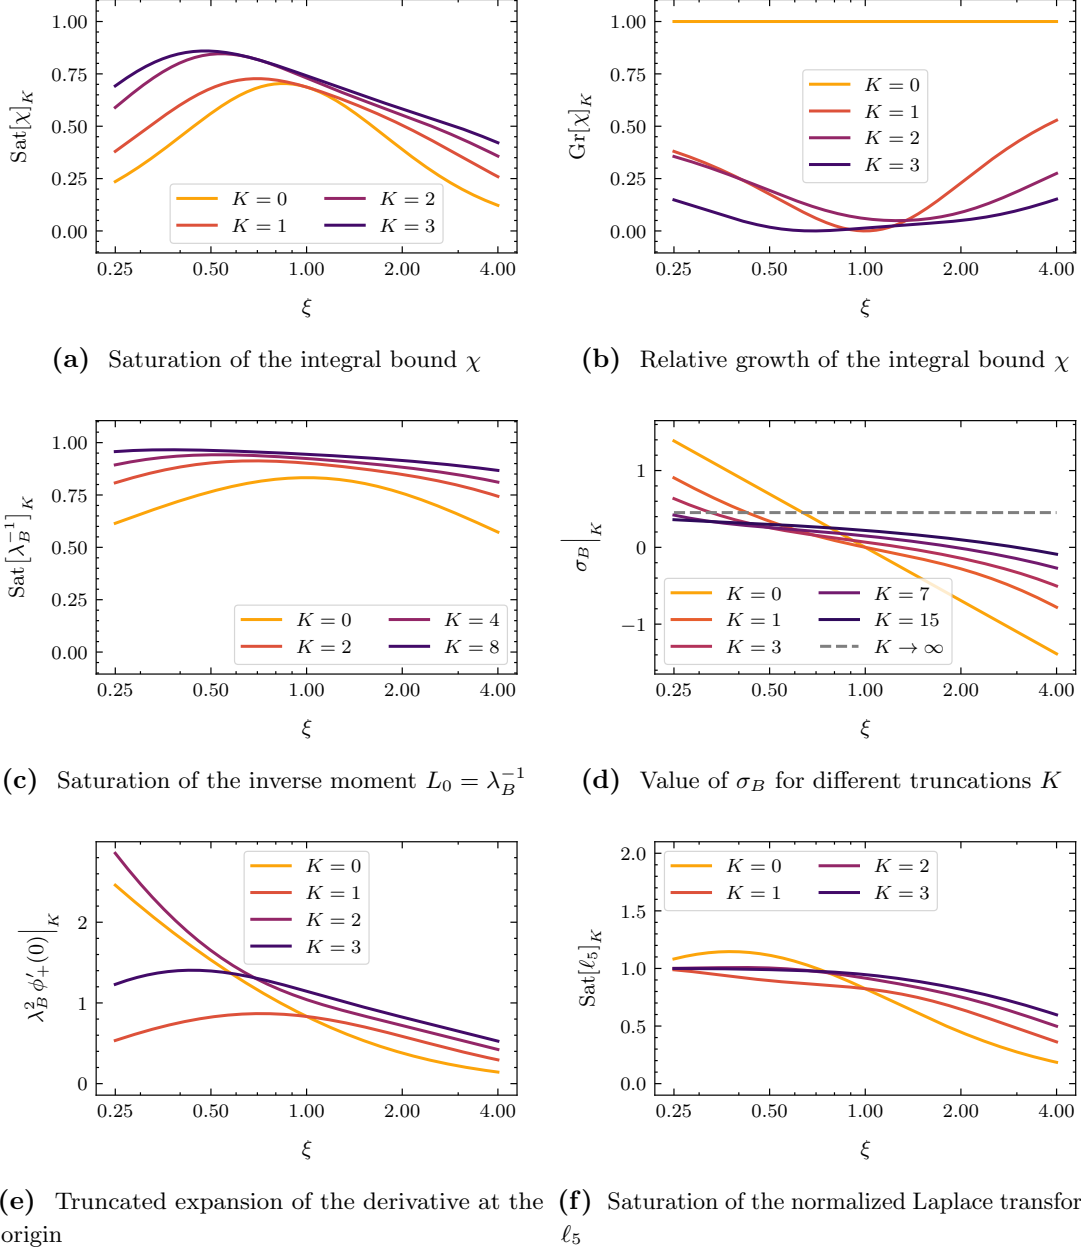 1.00
0.75
0.50
0.25
0.00
Sat[χ]_K
K = 0
K = 1
K = 2
K = 3
0.25 0.50 1.00 2.00 4.00
ξ
(a) Saturation of the integral bound χ
1.00
0.75
0.50
0.25
0.00
Gr[χ]_K
K = 0
K = 1
K = 2
K = 3
0.25 0.50 1.00 2.00 4.00
ξ
(b) Relative growth of the integral bound χ
1.00
0.75
0.50
0.25
0.00
Sat[λ_B^{-1}]_K
K = 0
K = 2
K = 4
K = 8
0.25 0.50 1.00 2.00 4.00
ξ
(c) Saturation of the inverse moment L_0 = λ_B^{-1}
1
0
−1
σ_B|_K
K = 0
K = 1
K = 3
K = 7
K = 15
K → ∞
0.25 0.50 1.00 2.00 4.00
ξ
(d) Value of σ_B for different truncations K
2
1
0
λ_B^2 ϕ′_+(0)|_K
K = 0
K = 1
K = 2
K = 3
0.25 0.50 1.00 2.00 4.00
ξ
(e) Truncated expansion of the derivative at the
origin
2.0
1.5
1.0
0.5
0.0
Sat[ℓ_5]_K
K = 0
K = 1
K = 2
K = 3
0.25 0.50 1.00 2.00 4.00
ξ
(f) Saturation of the normalized Laplace transfor
ℓ_5